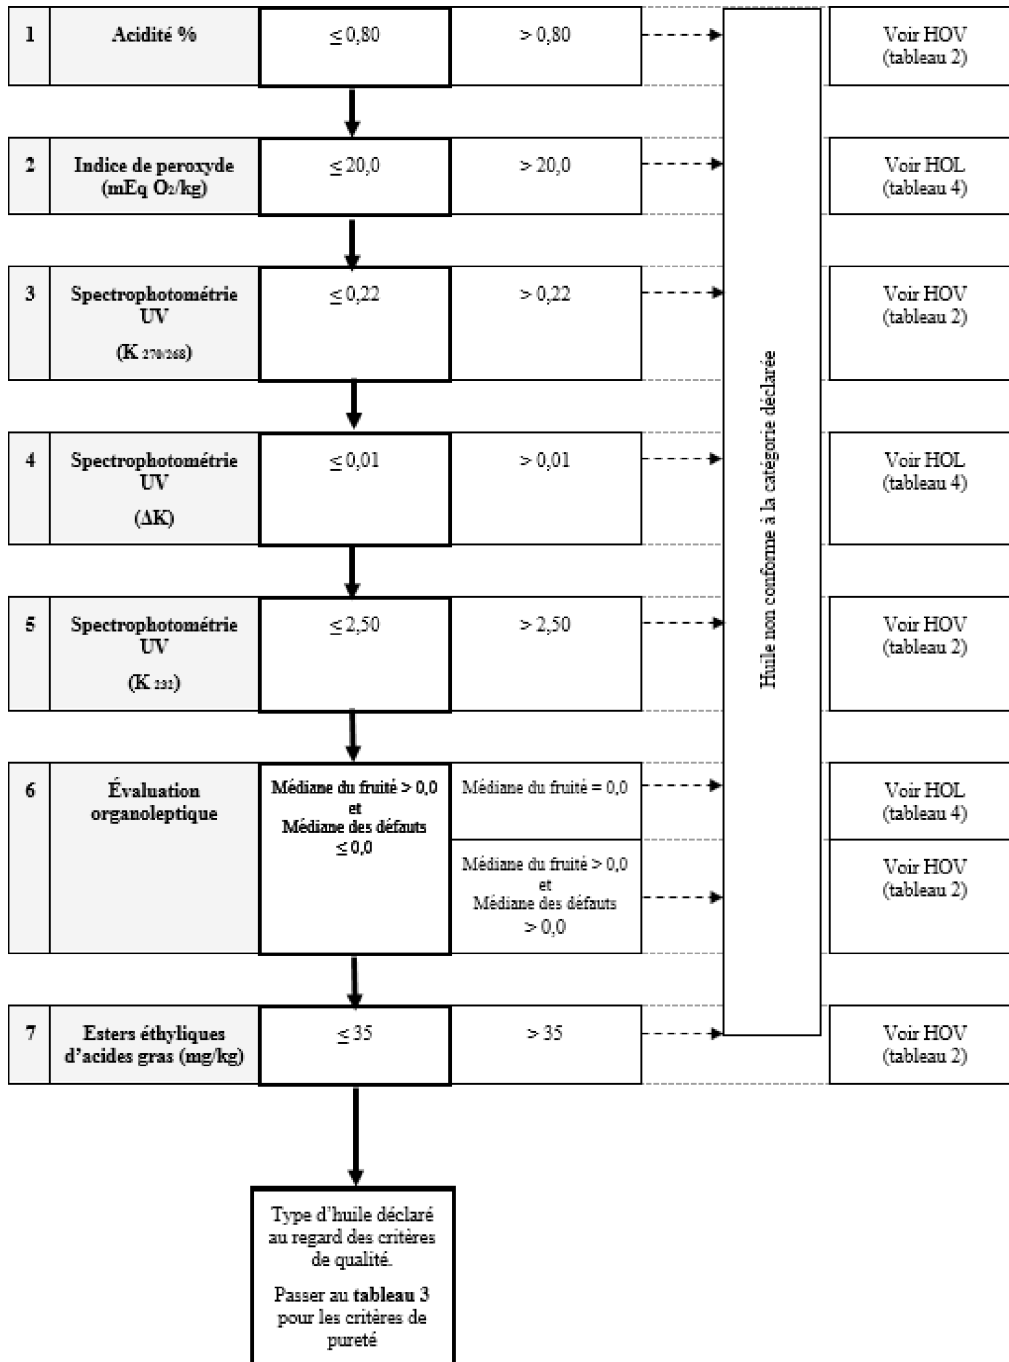 1
Acidité %
≤ 0,80
> 0,80
Voir HOV
(tableau 2)
2
Indice de peroxyde
(mEq O₂/kg)
≤ 20,0
> 20,0
Voir HOL
(tableau 4)
3
Spectrophotométrie
UV
(K 270/268)
≤ 0,22
> 0,22
Voir HOV
(tableau 2)
4
Spectrophotométrie
UV
(ΔK)
≤ 0,01
> 0,01
Voir HOL
(tableau 4)
5
Spectrophotométrie
UV
(K 232)
≤ 2,50
> 2,50
Voir HOV
(tableau 2)
6
Évaluation
organoleptique
Médiane du fruité > 0,0
et
Médiane des défauts
≤ 0,0
Médiane du fruité = 0,0
Voir HOL
(tableau 4)
Médiane du fruité > 0,0
et
Médiane des défauts
> 0,0
Voir HOV
(tableau 2)
7
Esters éthyliques
d'acides gras (mg/kg)
≤ 35
> 35
Voir HOV
(tableau 2)
Huile non conforme à la catégorie déclarée
Type d'huile déclaré
au regard des critères
de qualité.
Passer au tableau 3
pour les critères de
pureté